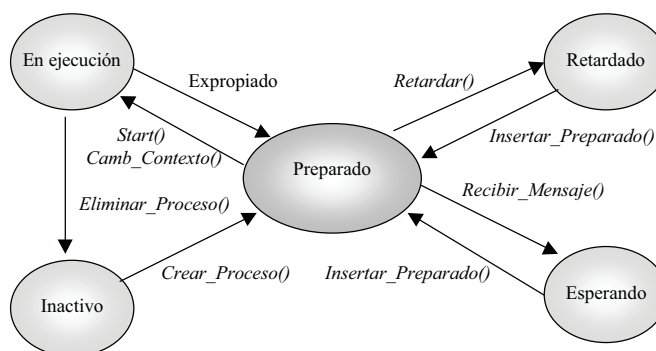 En ejecución
Retardado
Expropiado
Retardar()
Start()
Camb_Contexto()
Insertar_Preparado()
Preparado
Recibir_Mensaje()
Eliminar_Proceso()
Crear_Proceso()
Insertar_Preparado()
Inactivo
Esperando